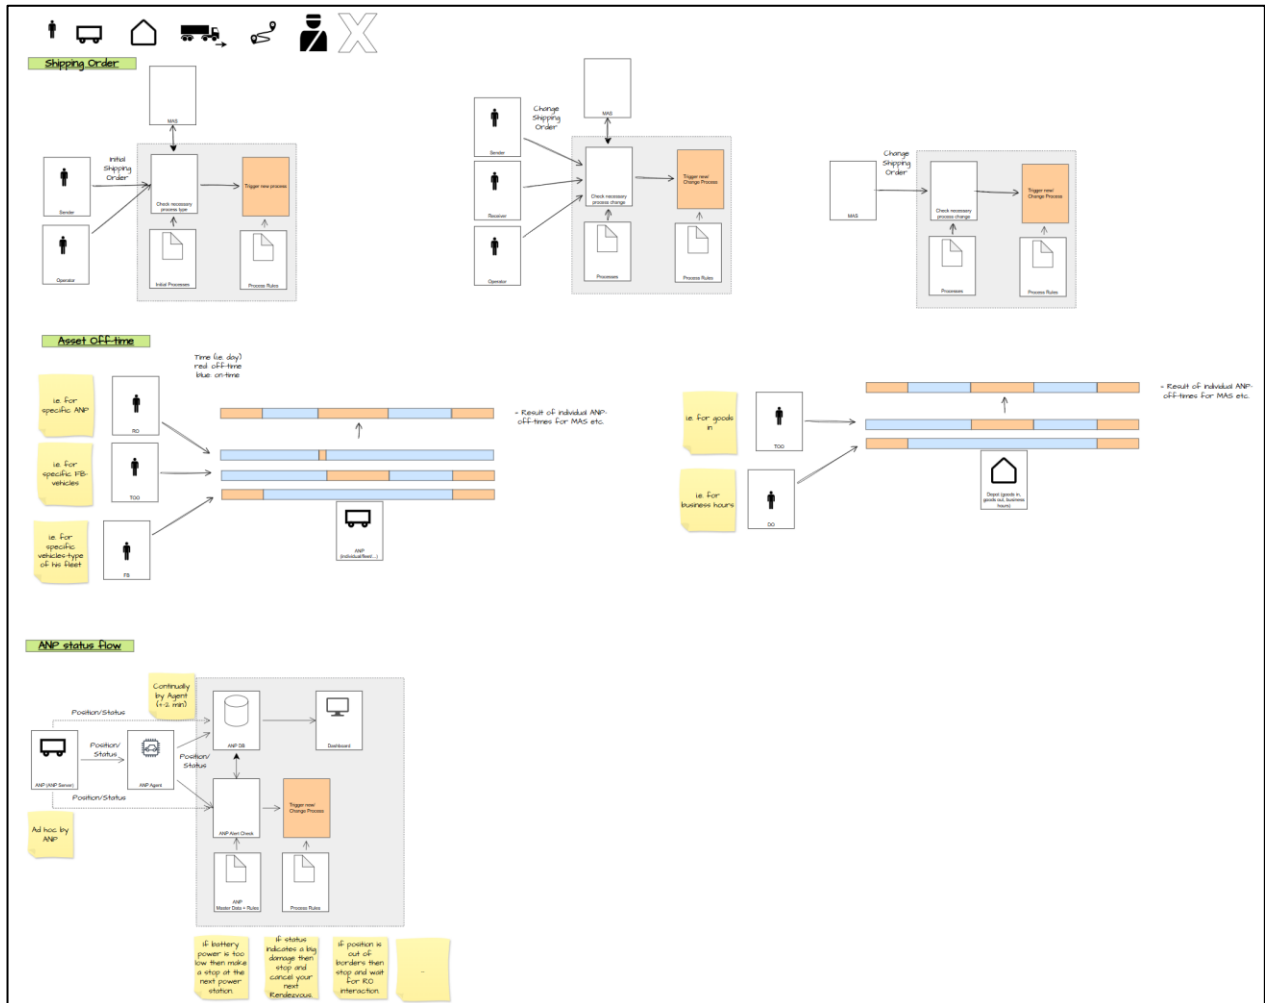 Shipping Order
MAS
Initial
Shipping
Order
Sender
Operator
Check necessary
process type
Trigger new process
Initial Processes
Process Rules
MAS
Change
Shipping
Order
Sender
Receiver
Operator
Check necessary
process change
Trigger new/
Change Process
Processes
Process Rules
Change
Shipping
Order
MAS
Check necessary
process change
Trigger new/
Change Process
Processes
Process Rules
Asset Off-time
Time (i.e. day)
red: off-time
blue: on-time
i.e. for
specific ANP
RO
i.e. for
specific FB-
vehicles
TOO
i.e. for
specific
vehicles-type
of his fleet
FB
= Result of individual ANP-
off-times for MAS etc.
ANP
(individual/fleet...)
i.e. for goods
in
TOO
i.e. for
business hours
DO
= Result of individual ANP-
off-times for MAS etc.
Depot (goods in,
goods out, business
hours)
ANP status flow
Continually
by Agent
(+-2 min)
Position/Status
Position/
Status
Position/
Status
Position/Status
ANP (ANP Server)
ANP Agent
ANP DB
Dashboard
ANP Alert Check
Trigger new/
Change Process
ANP
Master Data + Rules
Process Rules
Ad hoc by
ANP
if battery
power is too
low then make
a stop at the
next power
station.
if status
indicates a big
damage then
stop and
cancel your
next
Rendezvous.
if position is
out of
borders then
stop and wait
for RO
interaction.
...